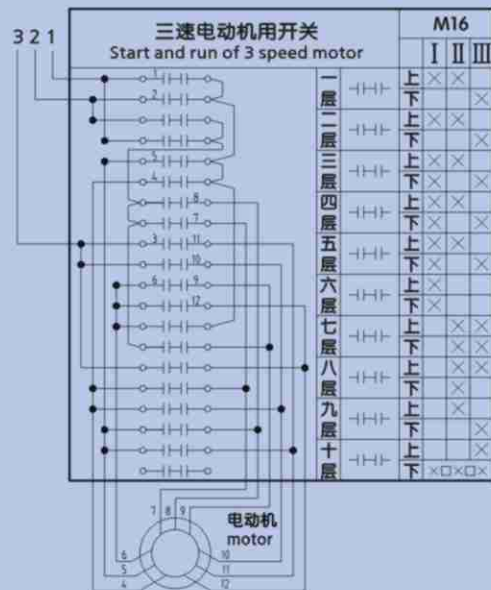 3 2 1
三速电动机用开关
Start and run of 3 speed motor
M16
I II III
1
2
5
4
6
7
3 11
10
6 9
12
一层 上 × ×
下 ×
二层 上 × ×
下 ×
三层 上 × ×
下 × ×
四层 上 × ×
下 × ×
五层 上 × ×
下 × ×
六层 上 ×
下 ×
七层 上 × ×
下 × ×
八层 上 × ×
下 ×
九层 上 ×
下 ×
十层 上 ×
下 ×□×□×
电动机
motor
7 8 9
6 10
5 11
4 12